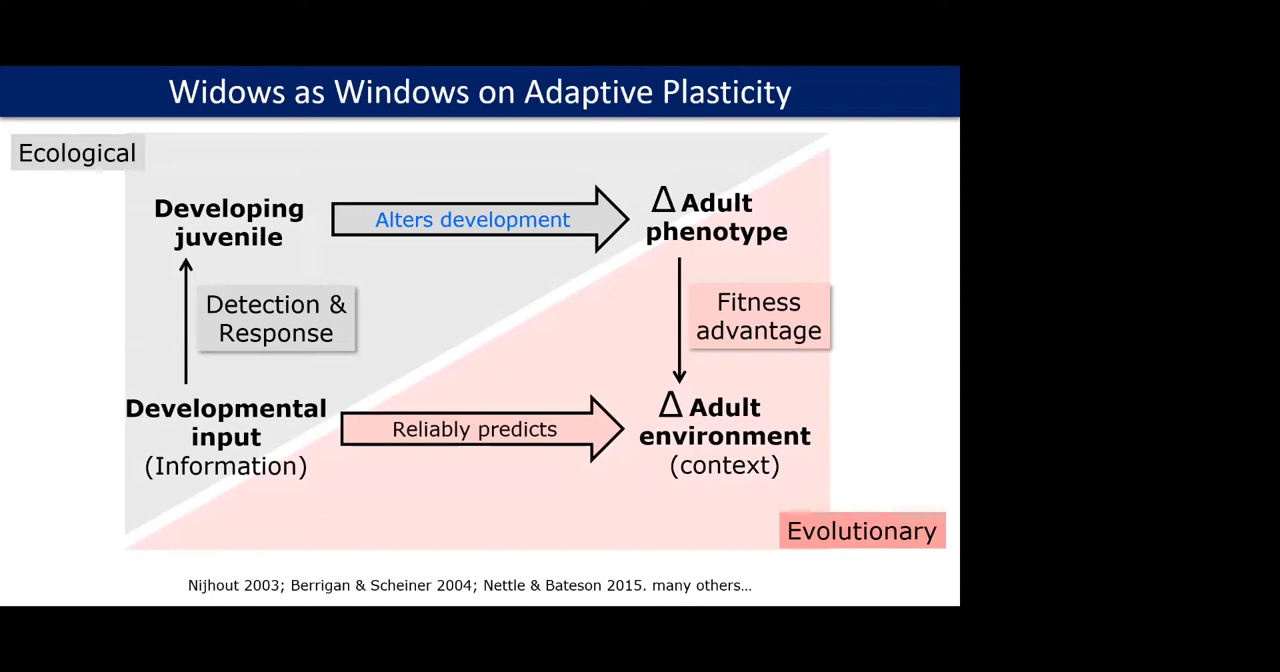 Widows as Windows on Adaptive Plasticity
Ecological
Developing
juvenile
Alters development
Δ Adult
phenotype
Detection &
Response
Fitness
advantage
Developmental
input
(Information)
Reliably predicts
Δ Adult
environment
(context)
Evolutionary
Nijhout 2003; Berrigan & Scheiner 2004; Nettle & Bateson 2015. many others…